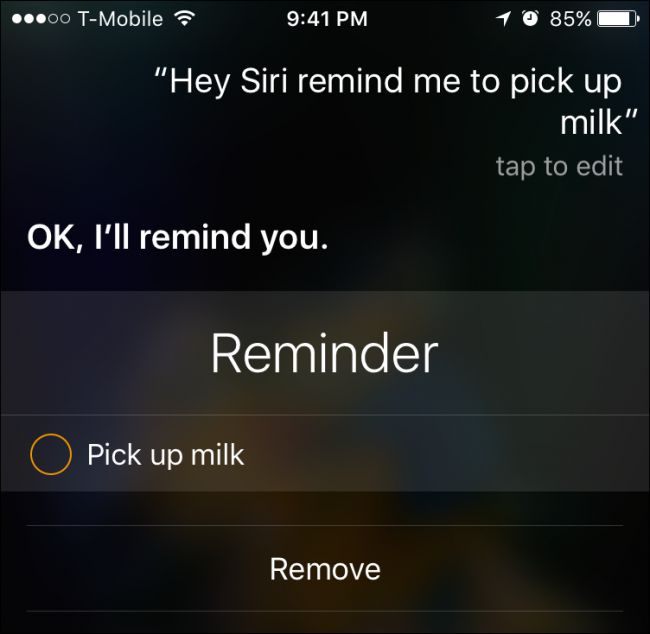 T-Mobile 9:41 PM 85%
“Hey Siri remind me to pick up
milk”
tap to edit
OK, I’ll remind you.
Reminder
Pick up milk
Remove